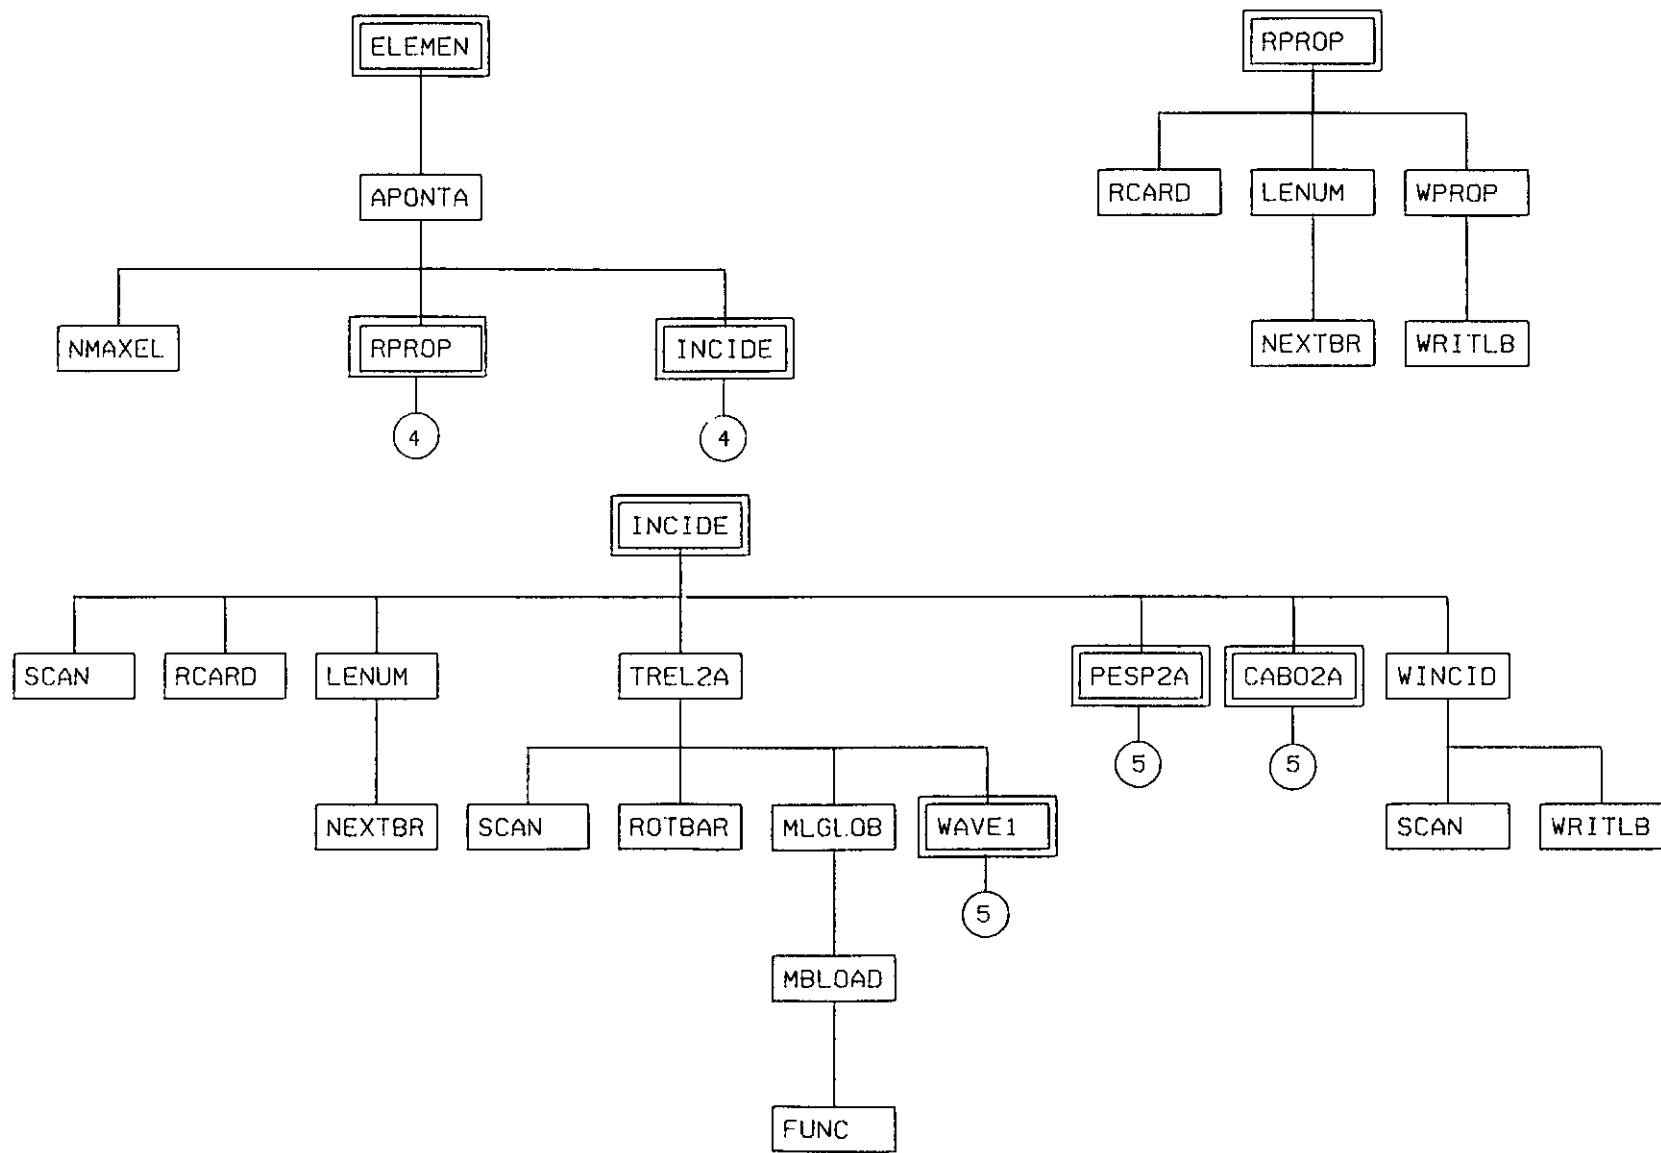 ELEMEN
RPROP
APONTA
RCARD
LENUM
WPROP
NMAXEL
RPROP
INCIDE
NEXTBR
WRITLB
4
4
INCIDE
SCAN
RCARD
LENUM
TREL2A
PESP2A
CABO2A
WINCID
5
5
NEXTBR
SCAN
ROTBAR
MLGLOB
WAVE1
SCAN
WRITLB
5
MBLOAD
FUNC